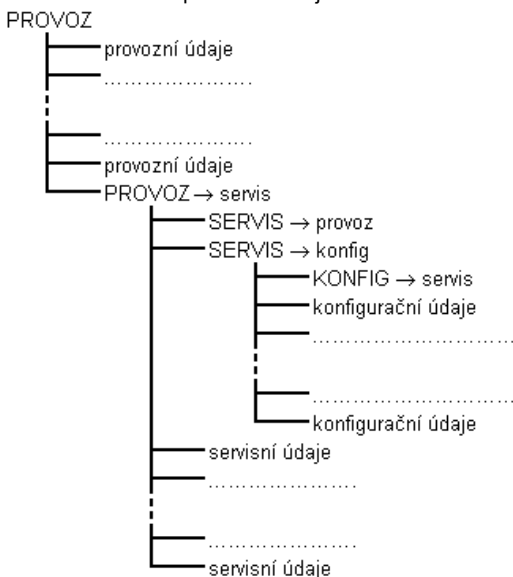 PROVOZ
provozní údaje
…………………
…………………
provozní údaje
PROVOZ → servis
SERVIS → provoz
SERVIS → konfig
KONFIG → servis
konfigurační údaje
………………………
………………………
konfigurační údaje
servisní údaje
…………………
…………………
servisní údaje